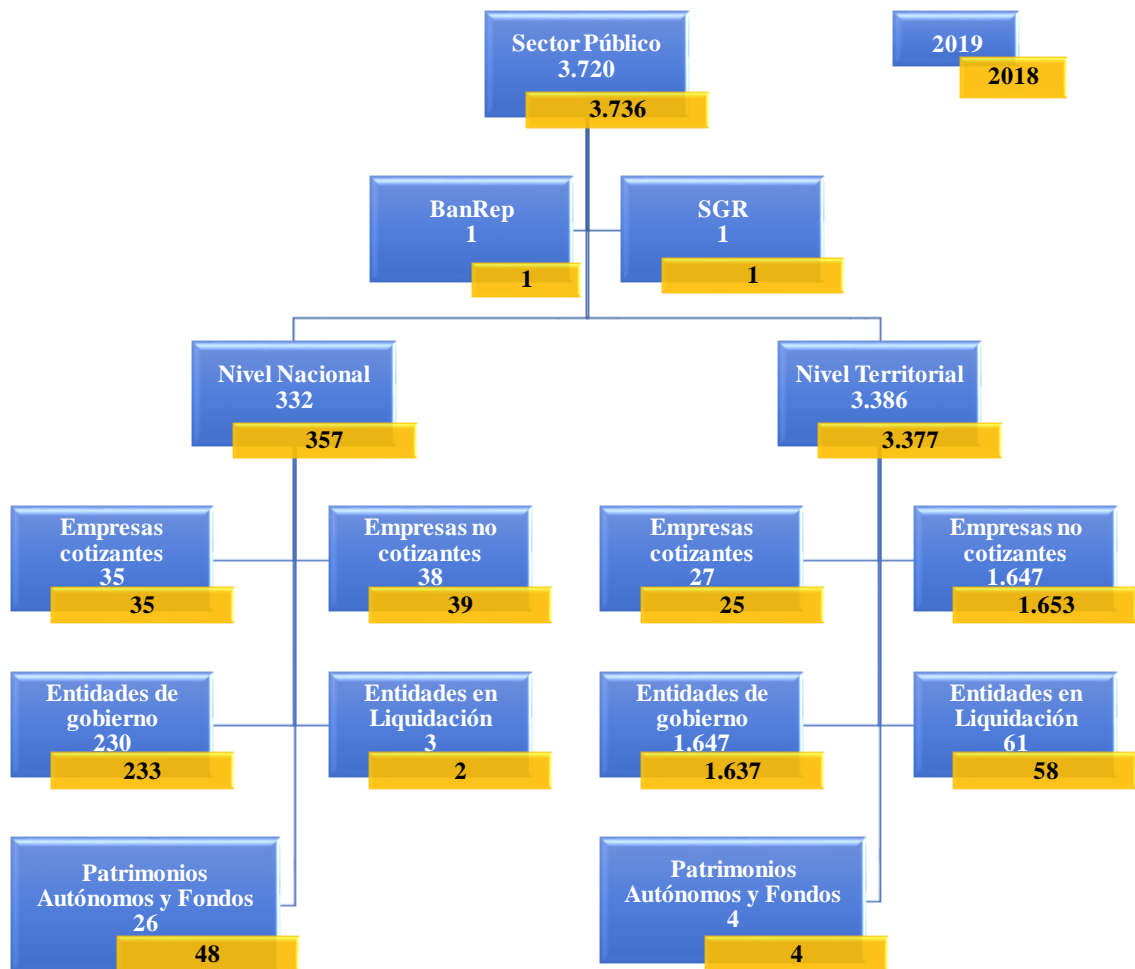 Sector Público
3.720
3.736
2019
2018
BanRep
1
1
SGR
1
1
Nivel Nacional
332
357
Nivel Territorial
3.386
3.377
Empresas
cotizantes
35
35
Empresas no
cotizantes
38
39
Empresas
cotizantes
27
25
Empresas no
cotizantes
1.647
1.653
Entidades de
gobierno
230
233
Entidades en
Liquidación
3
2
Entidades de
gobierno
1.647
1.637
Entidades en
Liquidación
61
58
Patrimonios
Autónomos y Fondos
26
48
Patrimonios
Autónomos y Fondos
4
4